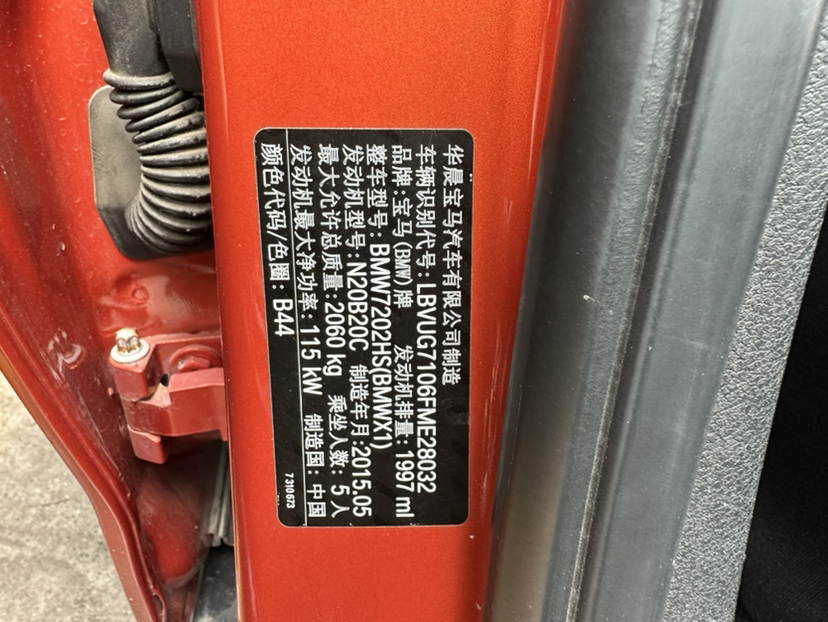 华晨宝马汽车有限公司制造
车辆识别代号: LBVUG7106FME28032
品牌:宝马(BMW)牌 发动机排量: 1997 ml
整车型号: BMW7202HS(BMWX1)
发动机型号:N20B20C 制造年月:2015.05
最大允许总质量: 2060 kg 乘坐人数: 5人
发动机最大净功率: 115 kW 制造国: 中国
颜色代码/色圈: B44
7310673